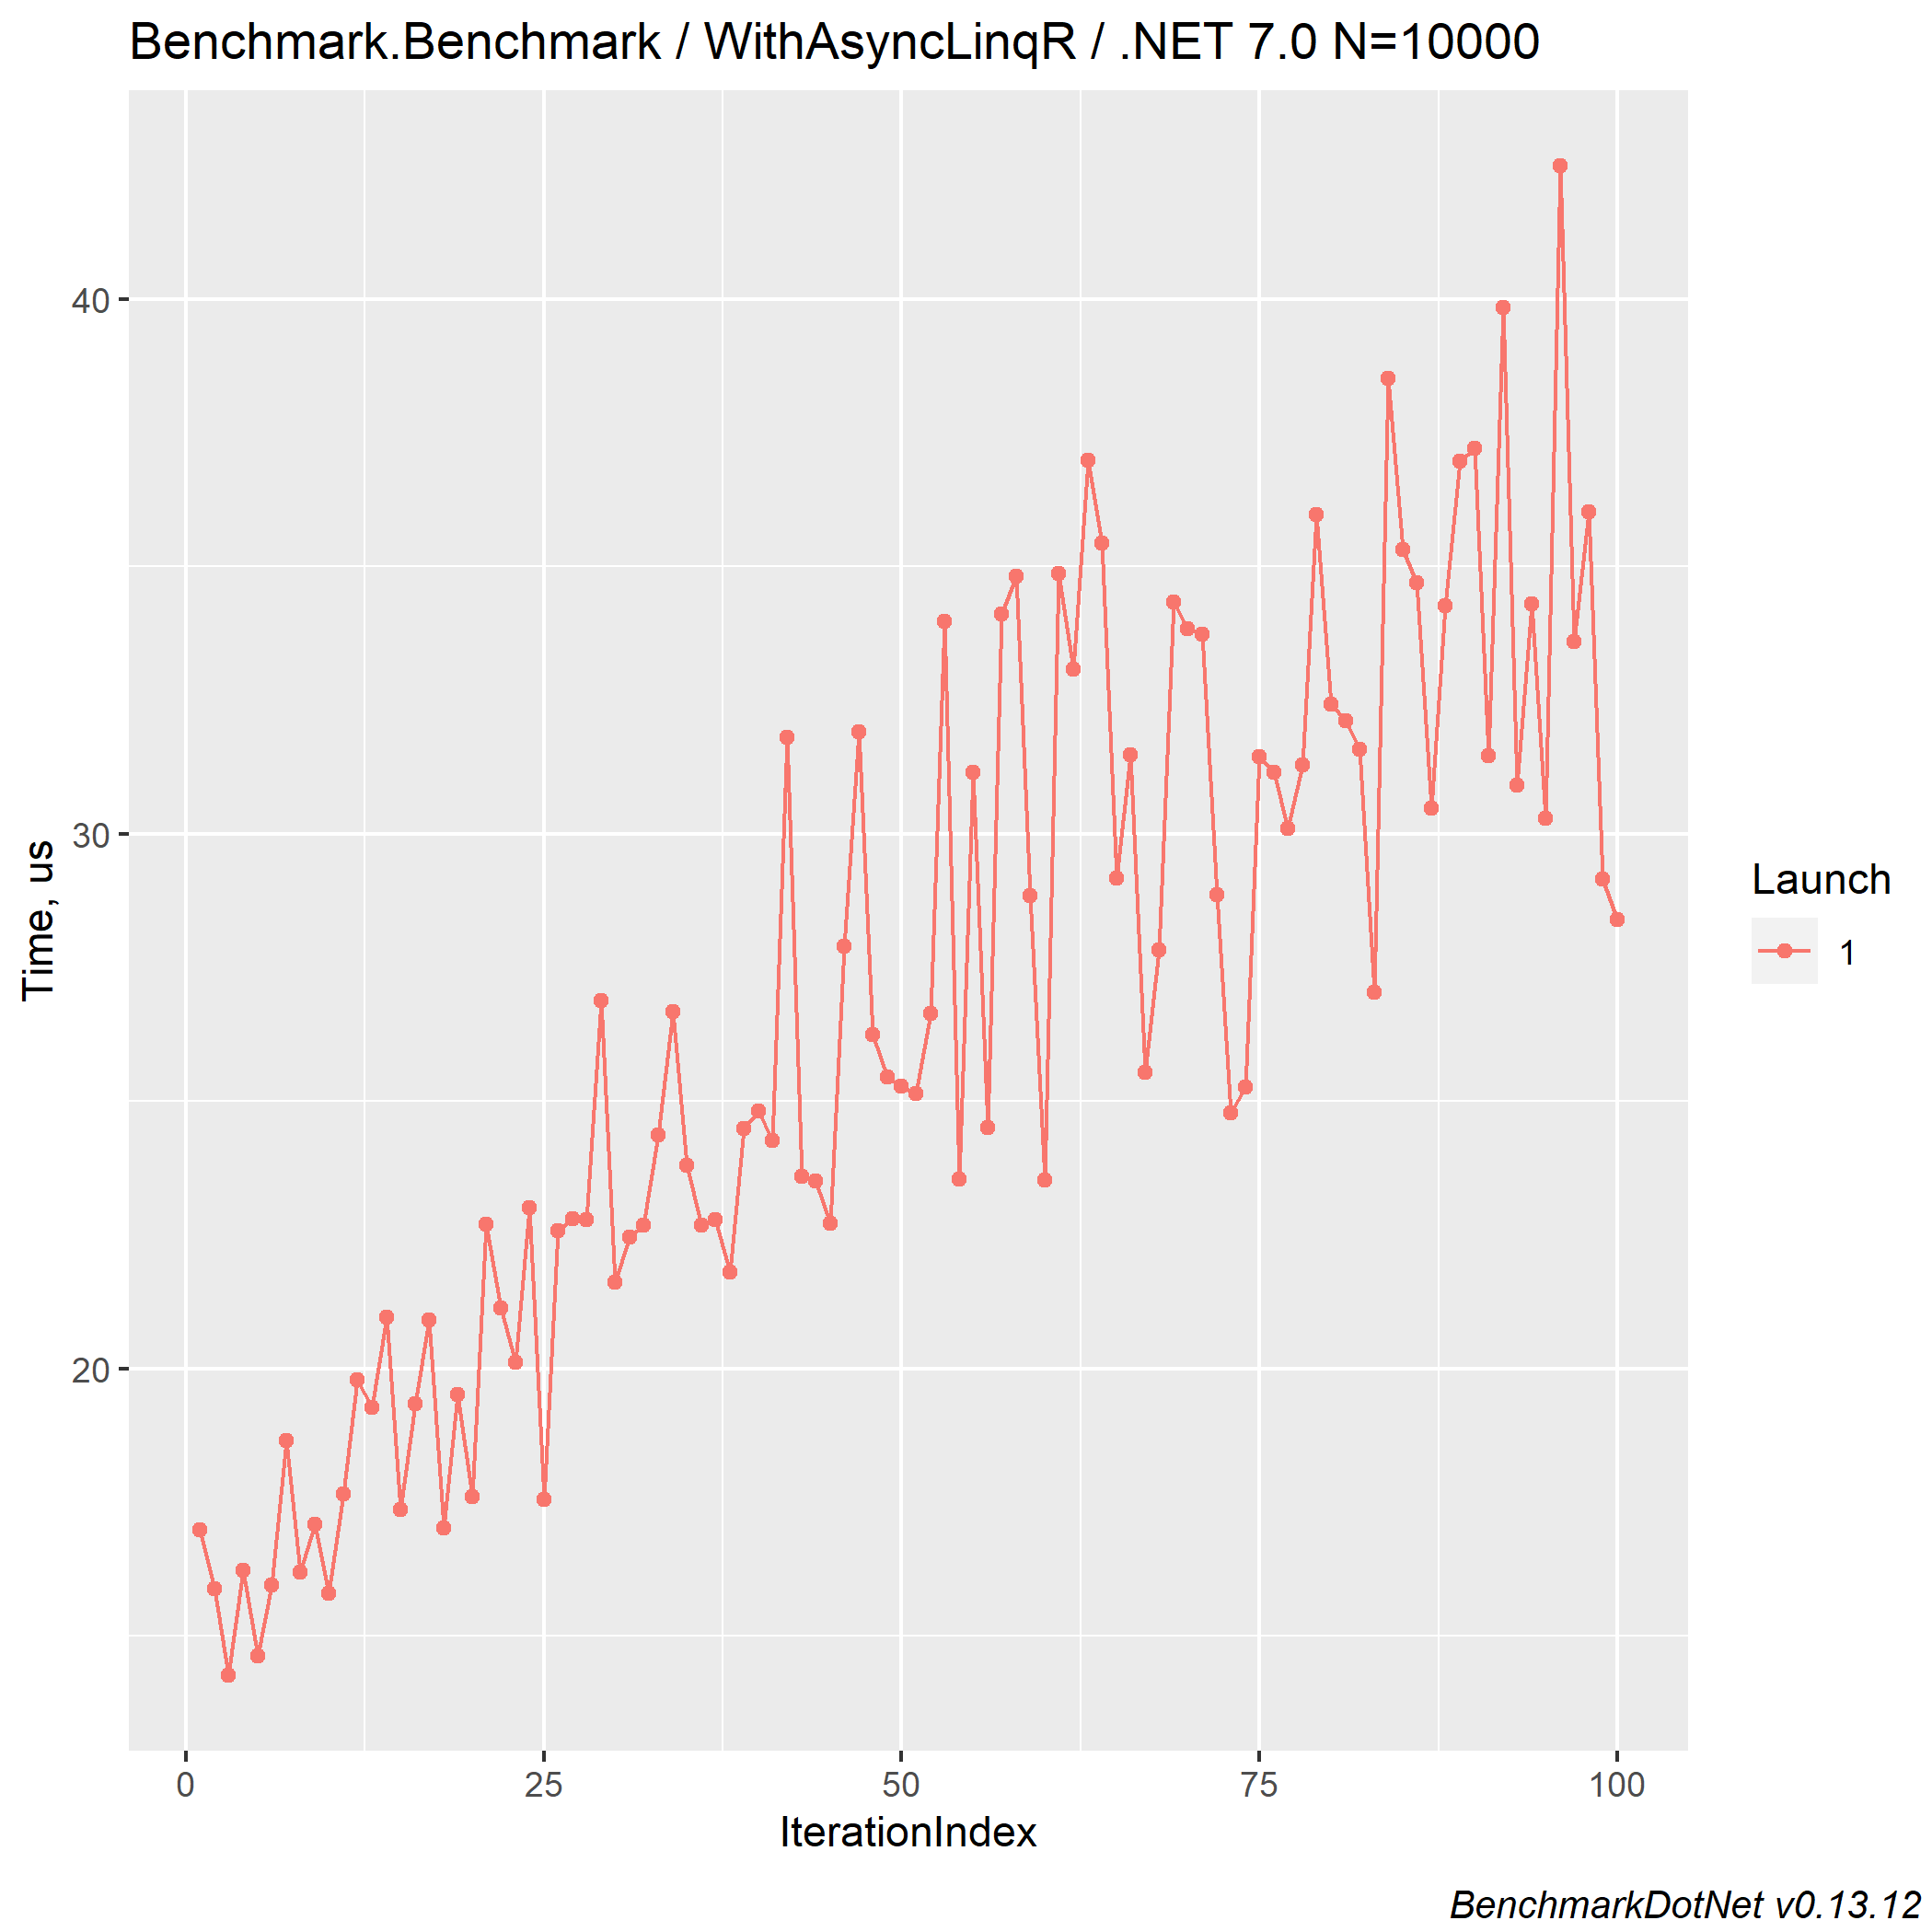 Benchmark.Benchmark / WithAsyncLinqR / .NET 7.0 N=10000
Time, us
40
30
20
0 25 50 75 100
IterationIndex
Launch
1
BenchmarkDotNet v0.13.12